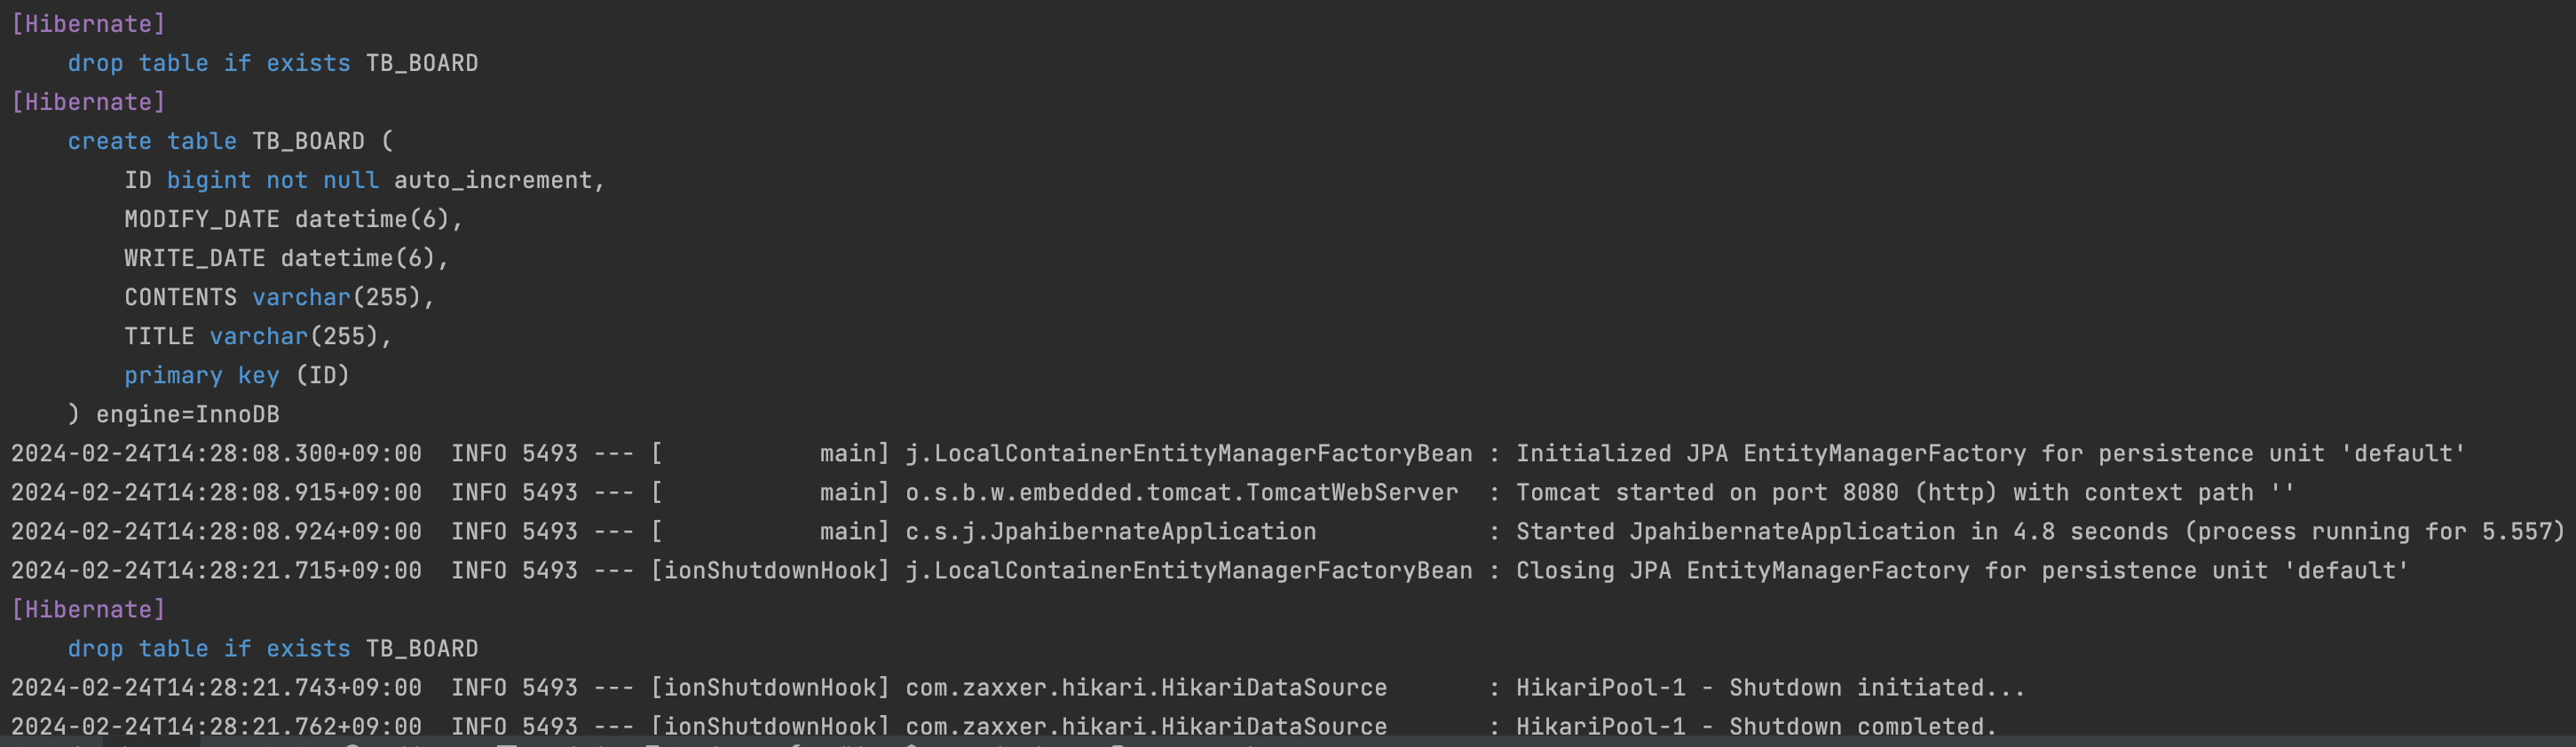 [Hibernate]
    drop table if exists TB_BOARD
[Hibernate]
    create table TB_BOARD (
        ID bigint not null auto_increment,
        MODIFY_DATE datetime(6),
        WRITE_DATE datetime(6),
        CONTENTS varchar(255),
        TITLE varchar(255),
        primary key (ID)
    ) engine=InnoDB
2024-02-24T14:28:08.300+09:00  INFO 5493 --- [           main] j.LocalContainerEntityManagerFactoryBean : Initialized JPA EntityManagerFactory for persistence unit 'default'
2024-02-24T14:28:08.915+09:00  INFO 5493 --- [           main] o.s.b.w.embedded.tomcat.TomcatWebServer  : Tomcat started on port 8080 (http) with context path ''
2024-02-24T14:28:08.924+09:00  INFO 5493 --- [           main] c.s.j.JpahibernateApplication            : Started JpahibernateApplication in 4.8 seconds (process running for 5.557)
2024-02-24T14:28:21.715+09:00  INFO 5493 --- [ionShutdownHook] j.LocalContainerEntityManagerFactoryBean : Closing JPA EntityManagerFactory for persistence unit 'default'
[Hibernate]
    drop table if exists TB_BOARD
2024-02-24T14:28:21.743+09:00  INFO 5493 --- [ionShutdownHook] com.zaxxer.hikari.HikariDataSource       : HikariPool-1 - Shutdown initiated...
2024-02-24T14:28:21.762+09:00  INFO 5493 --- [ionShutdownHook] com.zaxxer.hikari.HikariDataSource       : HikariPool-1 - Shutdown completed.